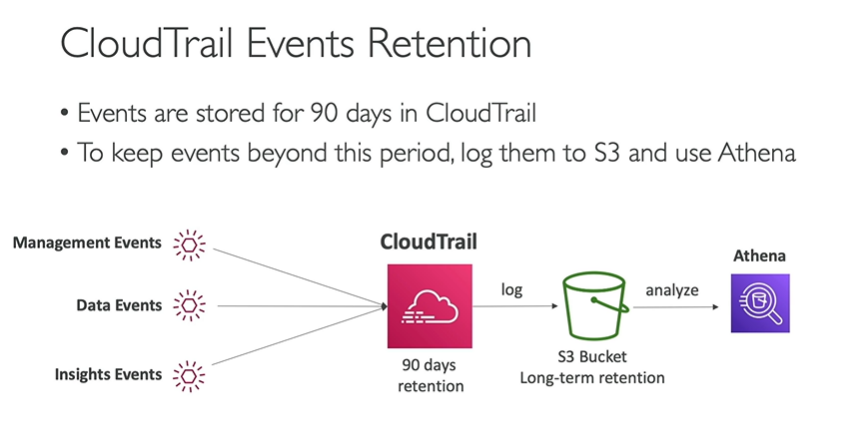 CloudTrail Events Retention
• Events are stored for 90 days in CloudTrail
• To keep events beyond this period, log them to S3 and use Athena
Management Events
Data Events
Insights Events
CloudTrail
90 days
retention
log
S3 Bucket
Long-term retention
analyze
Athena